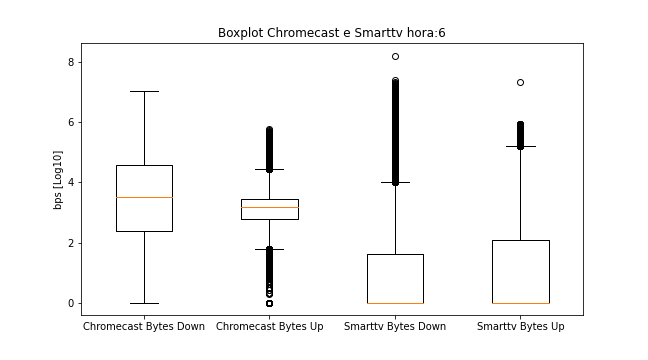 Boxplot Chromecast e Smarttv hora:6
bps [Log10]
8
6
4
2
0
Chromecast Bytes Down Chromecast Bytes Up Smarttv Bytes Down Smarttv Bytes Up